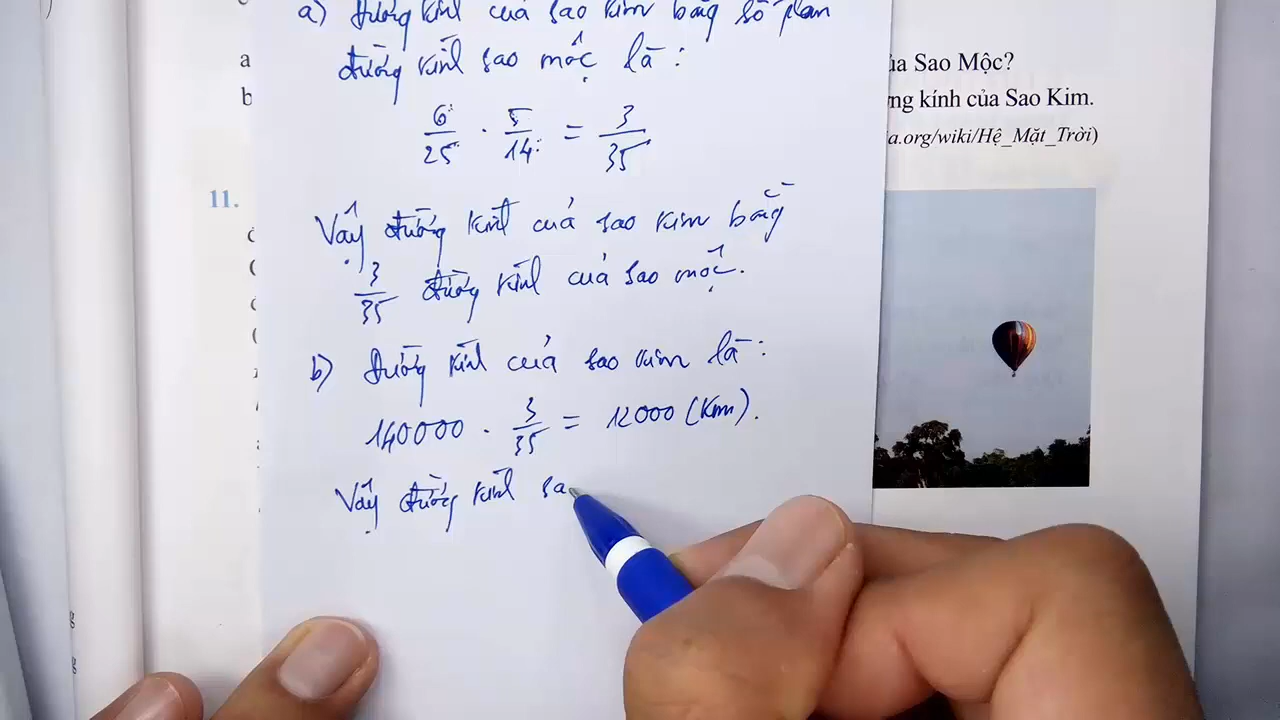 a) Đường kính của sao kim bằng số phần
đường kính sao mộc là:
6/25 . 5/14 = 3/35
Vậy đường kính của sao kim bằng
3/35 đường kính của sao mộc.
b) Đường kính của sao kim là:
140000 . 3/35 = 12000 (Km).
Vậy đường kính sa
a
b
11.
ủa Sao Mộc?
ng kính của Sao Kim.
a.org/wiki/Hệ_Mặt_Trời)
g
g